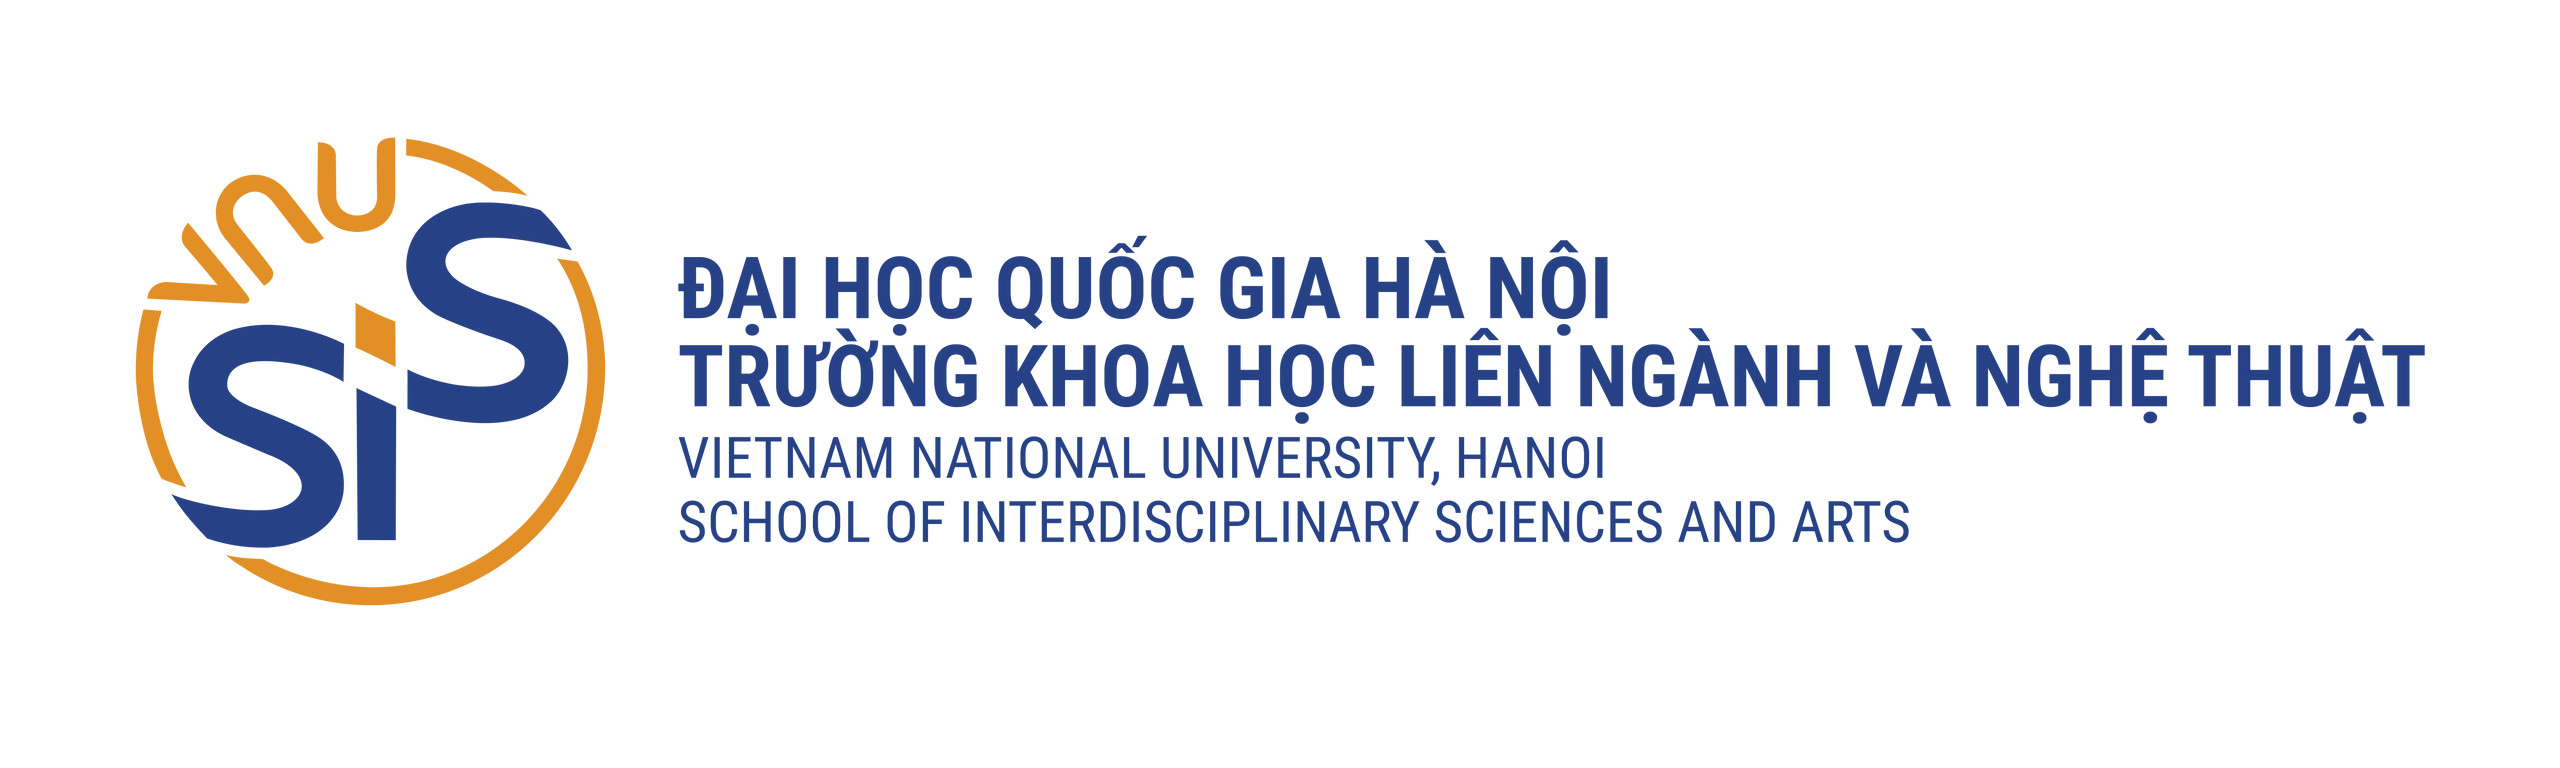 vnu
SiS
ĐẠI HỌC QUỐC GIA HÀ NỘI
TRƯỜNG KHOA HỌC LIÊN NGÀNH VÀ NGHỆ THUẬT
VIETNAM NATIONAL UNIVERSITY, HANOI
SCHOOL OF INTERDISCIPLINARY SCIENCES AND ARTS